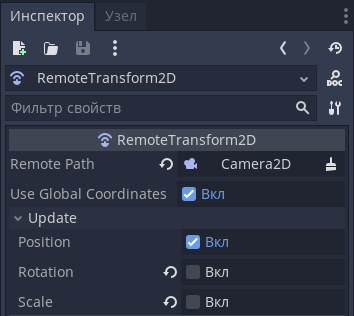 Инспектор Узел
RemoteTransform2D
DOC
Фильтр свойств
RemoteTransform2D
Remote Path Camera2D
Use Global Coordinates Вкл
Update
Position Вкл
Rotation Вкл
Scale Вкл